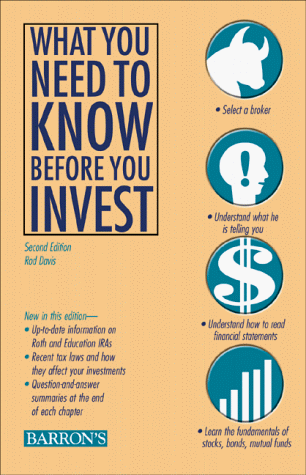 WHAT YOU
NEED TO
KNOW
BEFORE YOU
INVEST
Second Edition
Rod Davis
New in this edition—
• Up-to-date information on
Roth and Education IRAs
• Recent tax laws and how
they affect your investments
• Question-and-answer
summaries at the end
of each chapter
BARRON'S
• Select a broker
!
• Understand what he
is telling you
$
• Understand how to read
financial statements
• Learn the fundamentals of
stocks, bonds, mutual funds